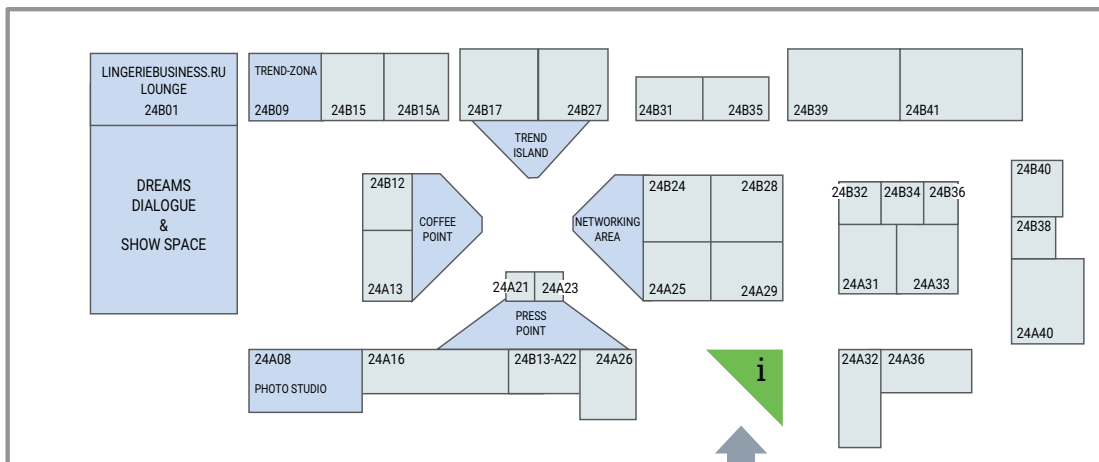 LINGERIEBUSINESS.RU
LOUNGE
24B01
TREND-ZONA
24B09
24B15
24B15A
24B17
24B27
24B31
24B35
24B39
24B41
TREND
ISLAND
DREAMS
DIALOGUE
&
SHOW SPACE
24B12
COFFEE
POINT
24A13
NETWORKING
AREA
24B24
24B28
24A25
24A29
24B32
24B34
24B36
24A31
24A33
24B40
24B38
24A40
24A21
24A23
PRESS
POINT
24A08
PHOTO STUDIO
24A16
24B13-A22
24A26
i
24A32
24A36